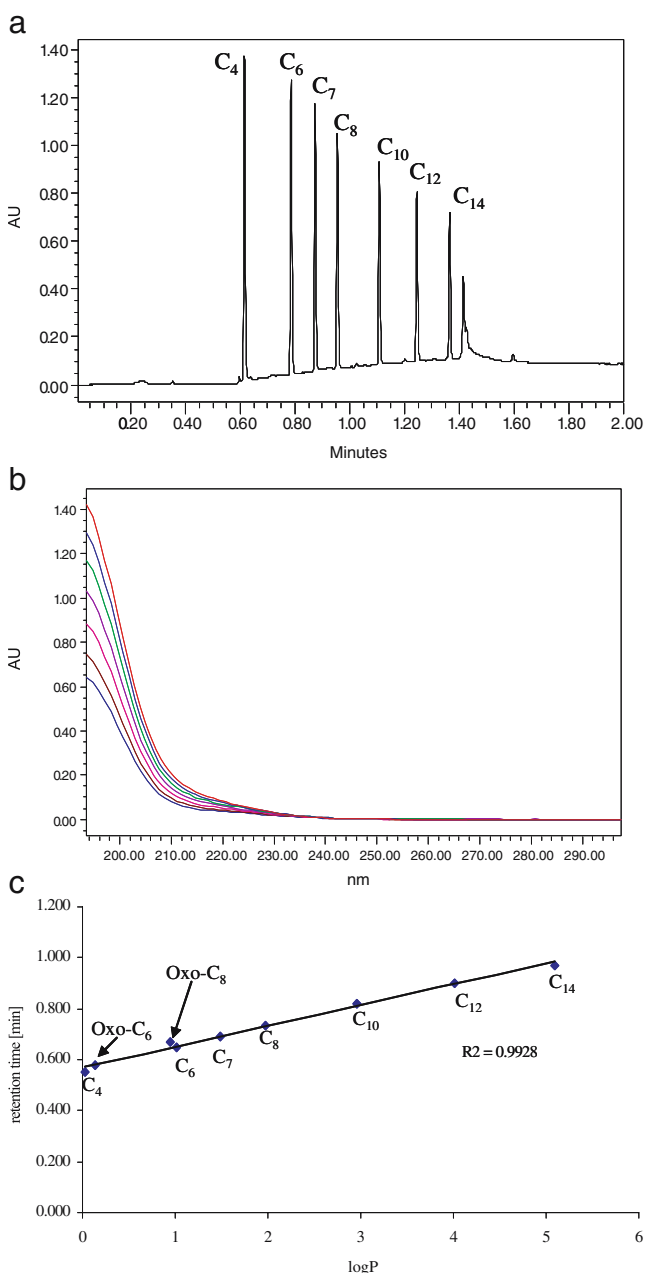 a
1.40
1.20
1.00
0.80
0.60
0.40
0.20
0.00
AU
C4
C6
C7
C8
C10
C12
C14
0.20 0.40 0.60 0.80 1.00 1.20 1.40 1.60 1.80 2.00
Minutes
b
1.40
1.20
1.00
0.80
0.60
0.40
0.20
0.00
AU
200.00 210.00 220.00 230.00 240.00 250.00 260.00 270.00 280.00 290.00
nm
c
1.200
1.000
0.800
0.600
0.400
0.200
0.000
retention time [min]
Oxo-C8
Oxo-C6
C4
C6
C7
C8
C10
C12
C14
R2 = 0.9928
0 1 2 3 4 5 6
logP